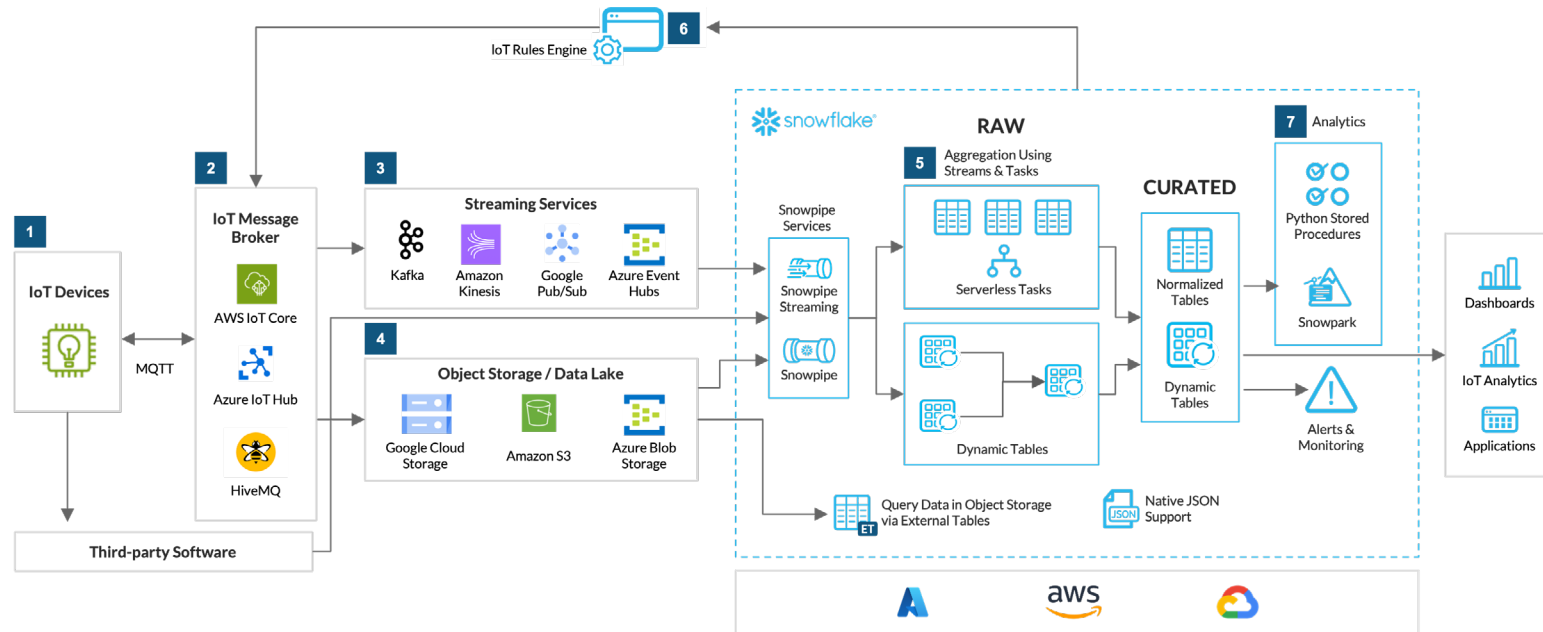 IoT Rules Engine
6
snowflake®
RAW
7
Analytics
5
Aggregation Using
Streams & Tasks
2
3
CURATED
IoT Message
Broker
Streaming Services
Snowpipe
Services
Python Stored
Procedures
1
Kafka
Amazon
Kinesis
Google
Pub/Sub
Azure Event
Hubs
IoT Devices
AWS IoT Core
Snowpipe
Streaming
Serverless Tasks
Normalized
Tables
Snowpark
Dashboards
4
MQTT
Object Storage / Data Lake
Snowpipe
Azure IoT Hub
Dynamic
Tables
IoT Analytics
Google Cloud
Storage
Amazon S3
Azure Blob
Storage
Dynamic Tables
Alerts &
Monitoring
Applications
HiveMQ
Query Data in Object Storage
via External Tables
ET
JSON
Native JSON
Support
Third-party Software
aws